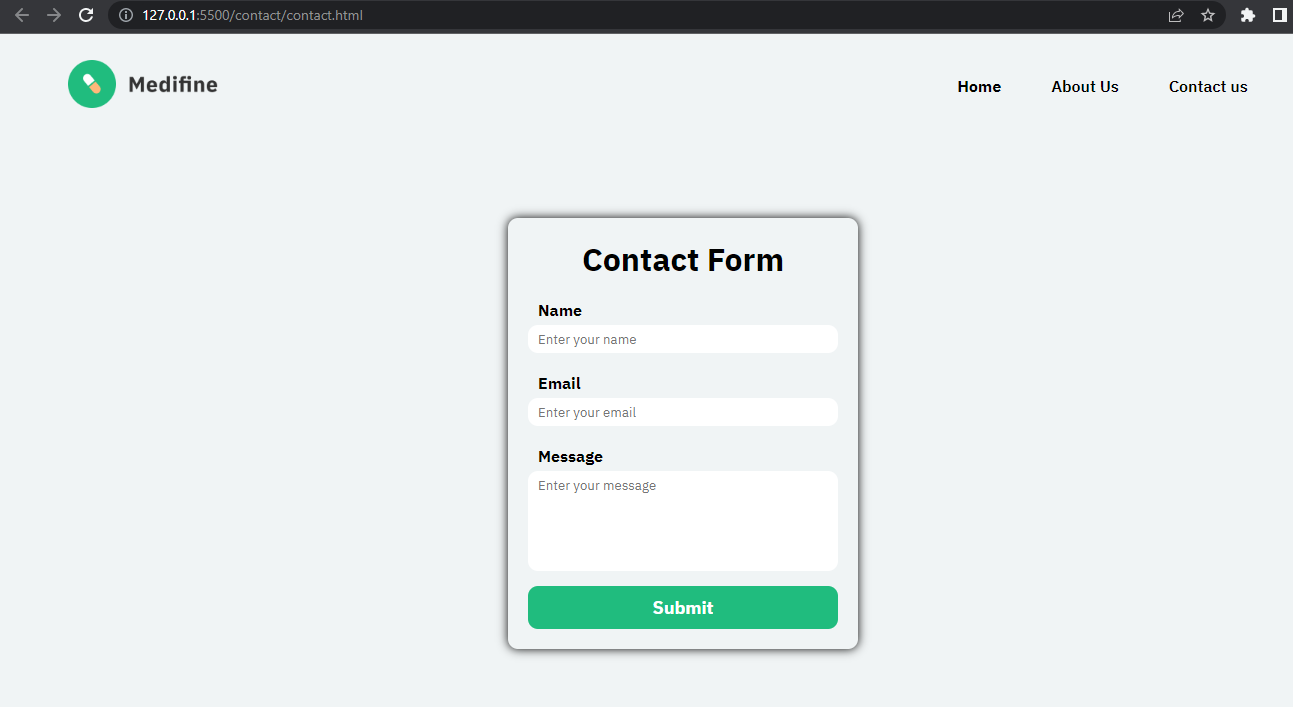 127.0.0.1:5500/contact/contact.html
Medifine
Home About Us Contact us
Contact Form
Name
Enter your name
Email
Enter your email
Message
Enter your message
Submit